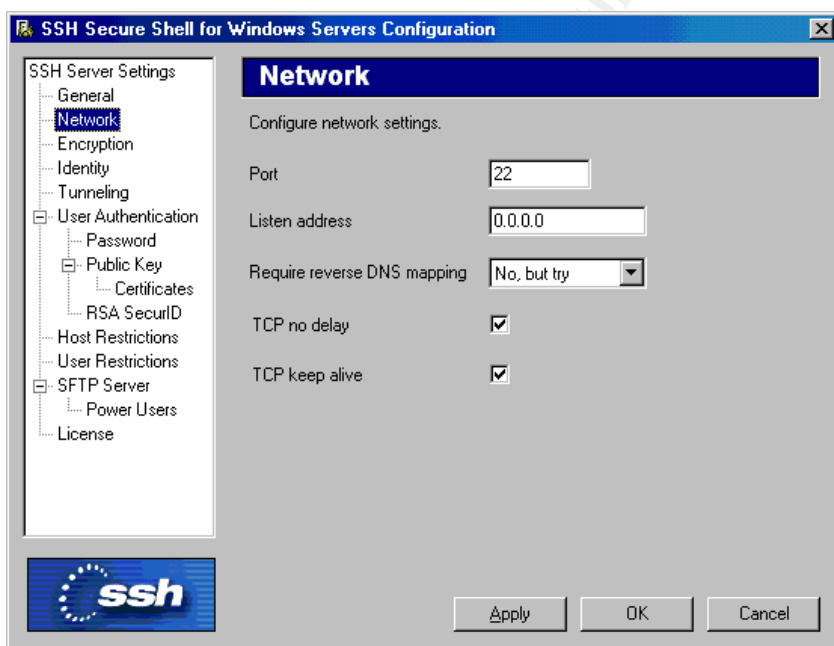 SSH Secure Shell for Windows Servers Configuration
SSH Server Settings
General
Network
Encryption
Identity
Tunneling
User Authentication
Password
Public Key
Certificates
RSA SecurID
Host Restrictions
User Restrictions
SFTP Server
Power Users
License
ssh
Network
Configure network settings.
Port 22
Listen address 0.0.0.0
Require reverse DNS mapping No, but try
TCP no delay
TCP keep alive
Apply OK Cancel